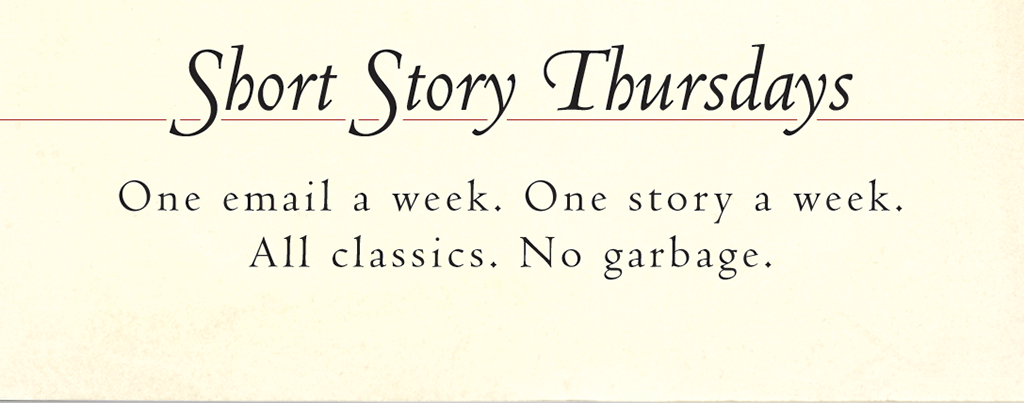 Short Story Thursdays
One email a week. One story a week.
All classics. No garbage.